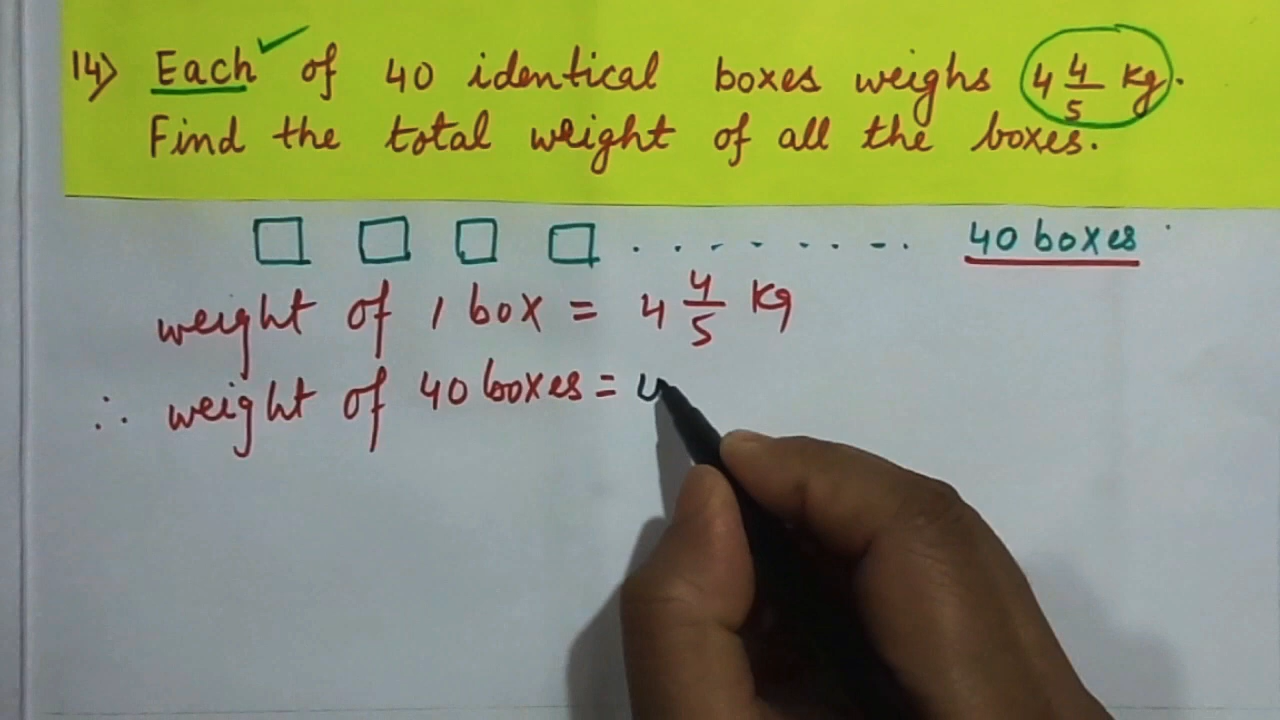 14) Each of 40 identical boxes weighs 4 4/5 Kg.
Find the total weight of all the boxes.
. . . . . . . . . 40 boxes
weight of 1 box = 4 4/5 Kg
∴ weight of 40 boxes = 4